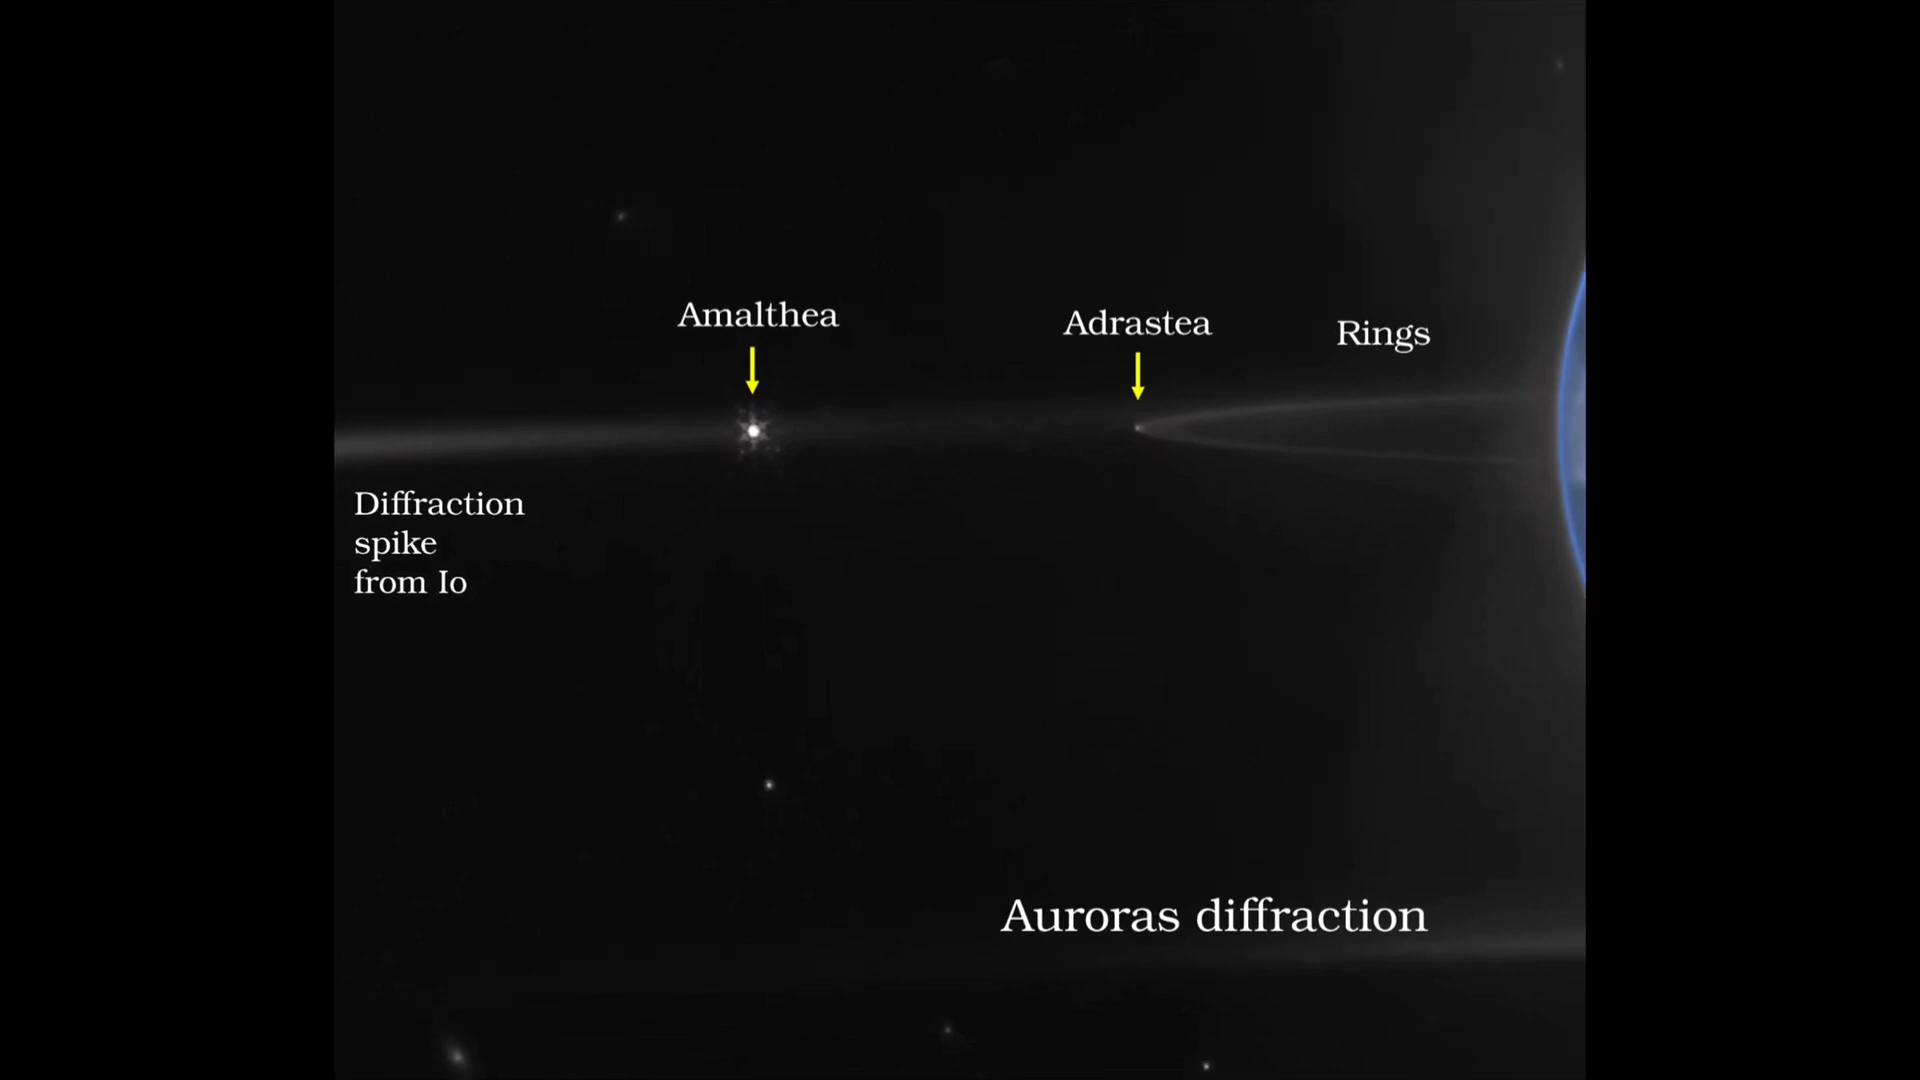 Amalthea
Adrastea
Rings
Diffraction
spike
from Io
Auroras diffraction